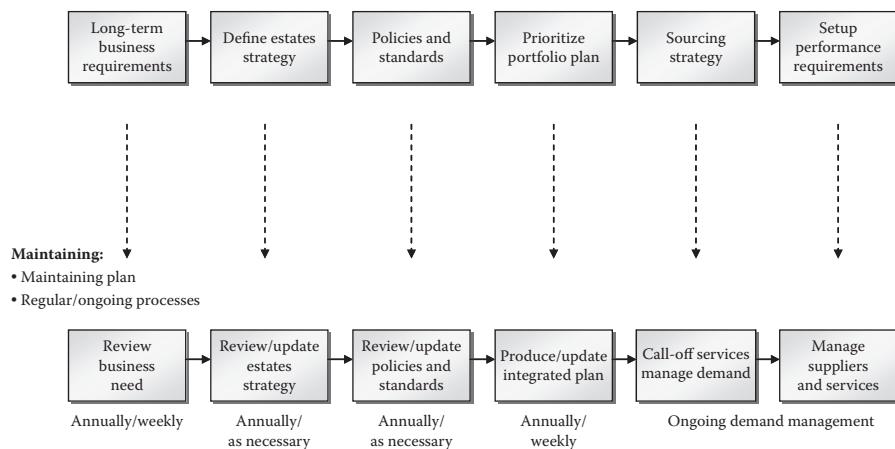 Long-term
business
requirements
Define estates
strategy
Policies and
standards
Prioritize
portfolio plan
Sourcing
strategy
Setup
performance
requirements
Maintaining:
• Maintaining plan
• Regular/ongoing processes
Review
business
need
Review/update
estates
strategy
Review/update
policies and
standards
Produce/update
integrated plan
Call-off services
manage demand
Manage
suppliers
and services
Annually/weekly
Annually/
as necessary
Annually/
as necessary
Annually/
weekly
Ongoing demand management